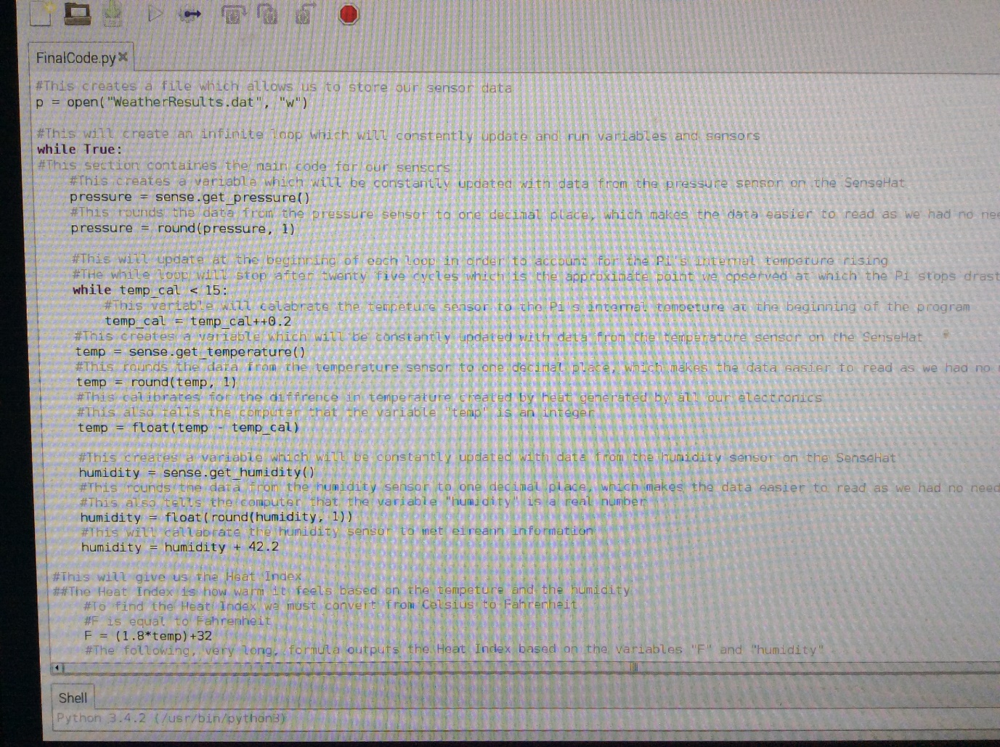 FinalCode.py
#This creates a file which allows us to store our sensor data
p = open("WeatherResults.dat", "w")
#This will create an infinite loop which will constently update and run variables and sensors
while True:
#This section containes the main code for our sensors
#This creates a variable which will be constantly updated with data from the pressure sensor on the SenseHat
pressure = sense.get_pressure()
#This rounds the data from the pressure sensor to one decimal place, which makes the data easier to read as we had no nee
pressure = round(pressure, 1)
#This will update at the beginning of each loop in order to account for the Pi's internal tempeture rising
#THe while loop will stop after twenty five cycles which is the approximate point we opserved at which the Pi stops drast
while temp_cal < 15:
#This variable will calabrate the tempeture sensor to the Pi's internal tempeture at the beginning of the program
temp_cal = temp_cal++0.2
#This creates a variable which will be constantly updated with data from the temperature sensor on the SenseHat
temp = sense.get_temperature()
#This rounds the data from the temperature sensor to one decimal place, which makes the data easier to read as we had no
temp = round(temp, 1)
#This calibrates for the diffrence in temperature created by heat generated by all our electronics
#This also tells the computer that the variable "temp" is an integer
temp = float(temp - temp_cal)
#This creates a variable which will be constantly updated with data from the humidity sensor on the SenseHat
humidity = sense.get_humidity()
#This rounds the data from the humidity sensor to one decimal place, which makes the data easier to read as we had no need
#This also tells the computer that the variable "humidity" is a real number
humidity = float(round(humidity, 1))
#This will callabrate the humidity sensor to met eireann information
humidity = humidity + 42.2
#This will give us the Heat Index
##The Heat Index is how warm it feels based on the tempeture and the humidity
#To find the Heat Index we must convert from Celsius to Fahrenheit
#F is equal to Fahrenheit
F = (1.8*temp)+32
#The following, very long, formula outputs the Heat Index based on the variables "F" and "humidity"
Shell
Python 3.4.2 (/usr/bin/python3)